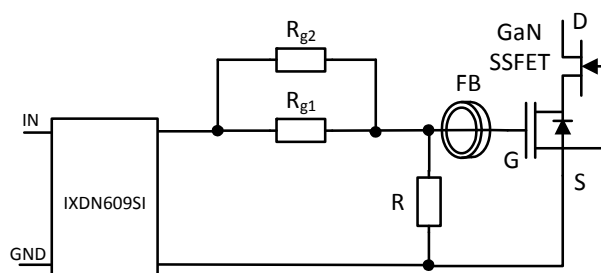 Rg2
GaN D
SSFET
FB
Rg1
IN
G
S
IXDN609SI
R
GND